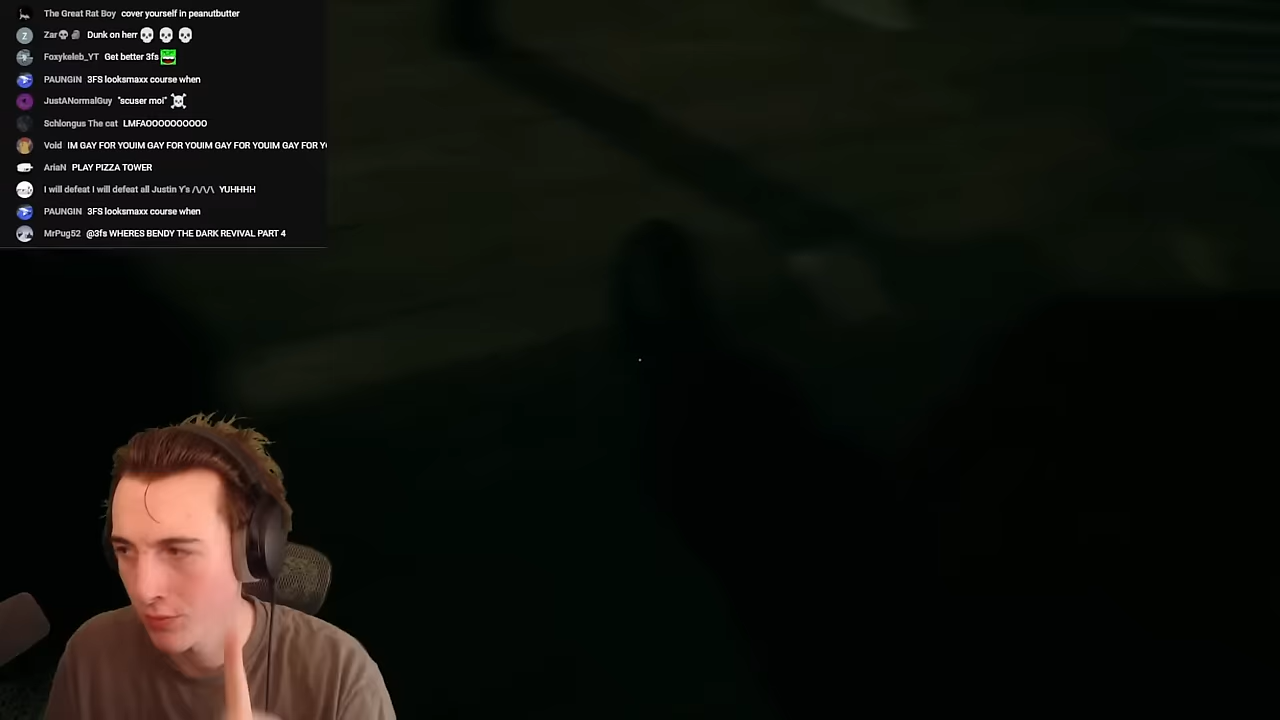 The Great Rat Boy cover yourself in peanutbutter
Zar💀🗿 Dunk on herr 💀 💀 💀
Foxykeleb_YT Get better 3fs
PAUNGIN 3FS looksmaxx course when
JustANormalGuy "scuser moi" ☠️
Schlongus The cat LMFAOOOOOOOOOO
Void IM GAY FOR YOUIM GAY FOR YOUIM GAY FOR YOUIM GAY FOR Y
AriaN PLAY PIZZA TOWER
I will defeat I will defeat all Justin Y's /\/\/\ YUHHHH
PAUNGIN 3FS looksmaxx course when
MrPug52 @3fs WHERES BENDY THE DARK REVIVAL PART 4